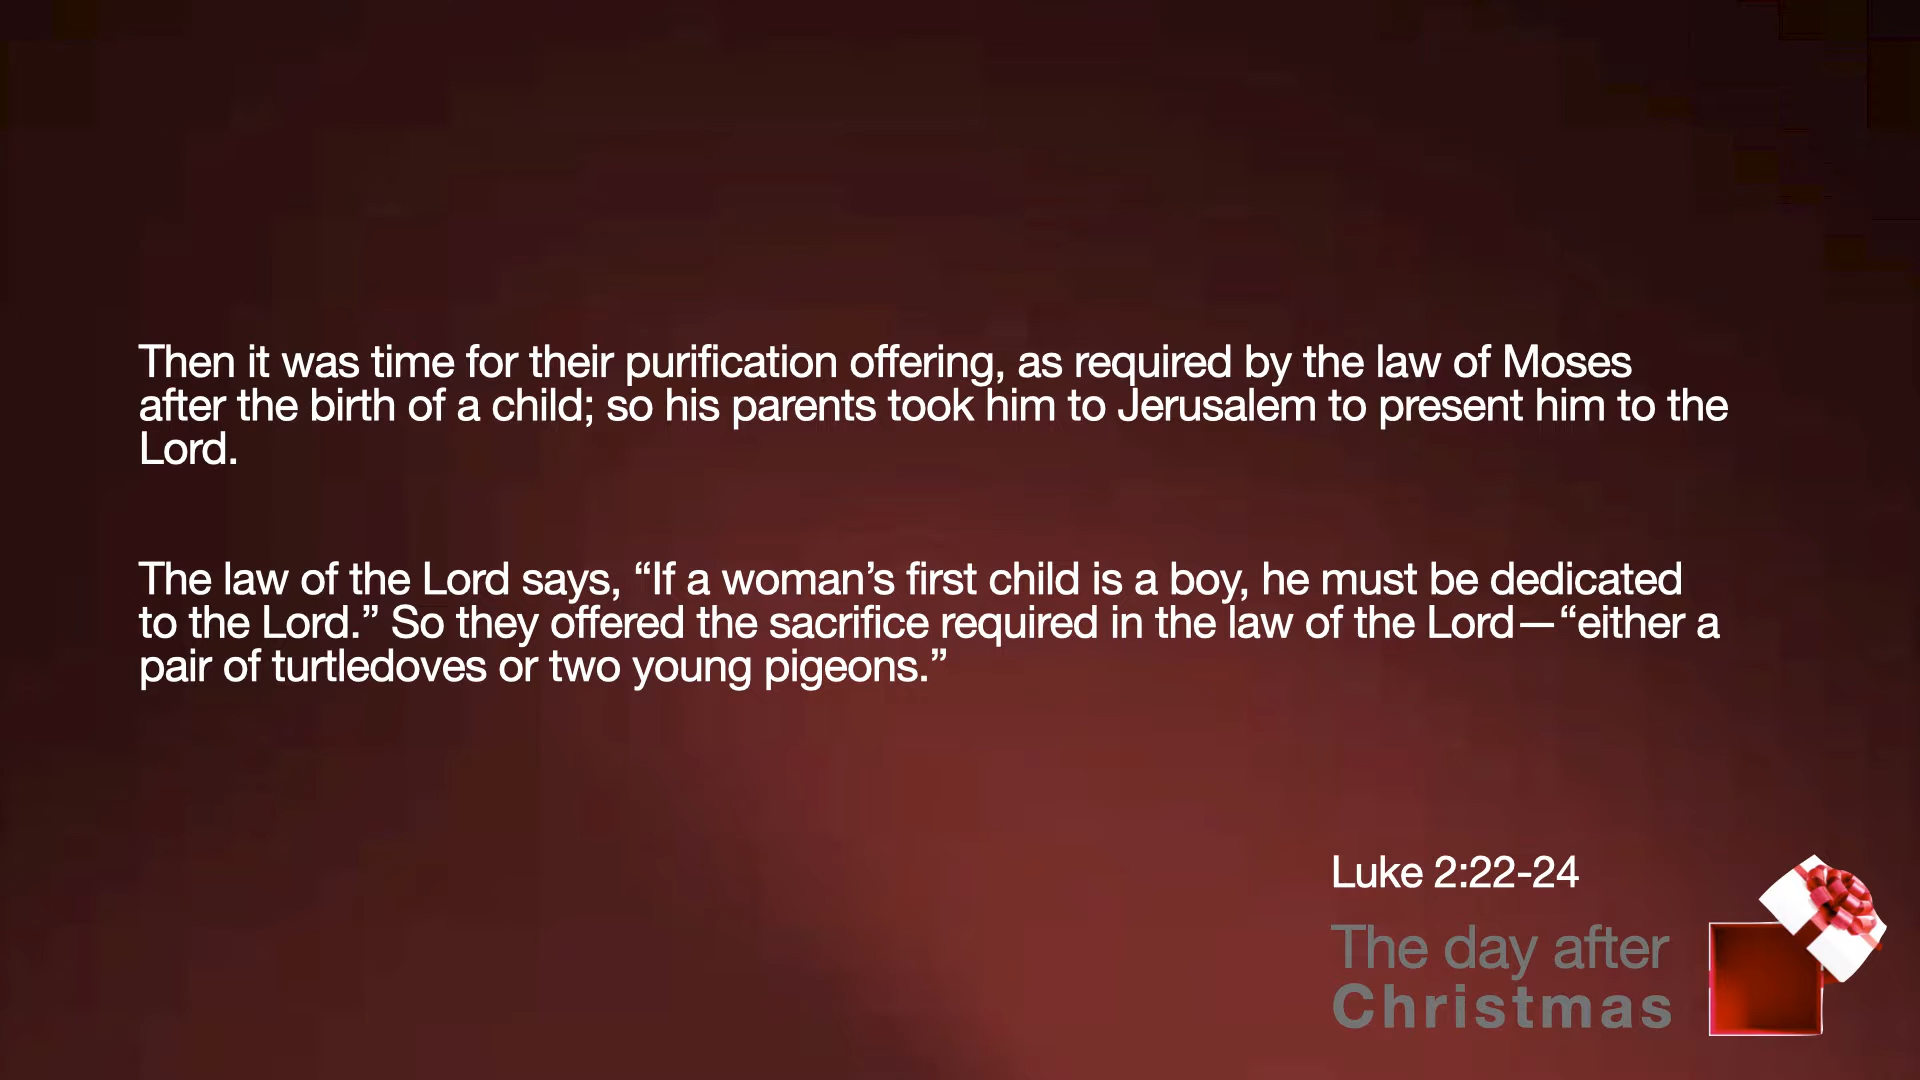 Then it was time for their purification offering, as required by the law of Moses
after the birth of a child; so his parents took him to Jerusalem to present him to the
Lord.
The law of the Lord says, “If a woman’s first child is a boy, he must be dedicated
to the Lord.” So they offered the sacrifice required in the law of the Lord—“either a
pair of turtledoves or two young pigeons.”
Luke 2:22-24
The day after
Christmas